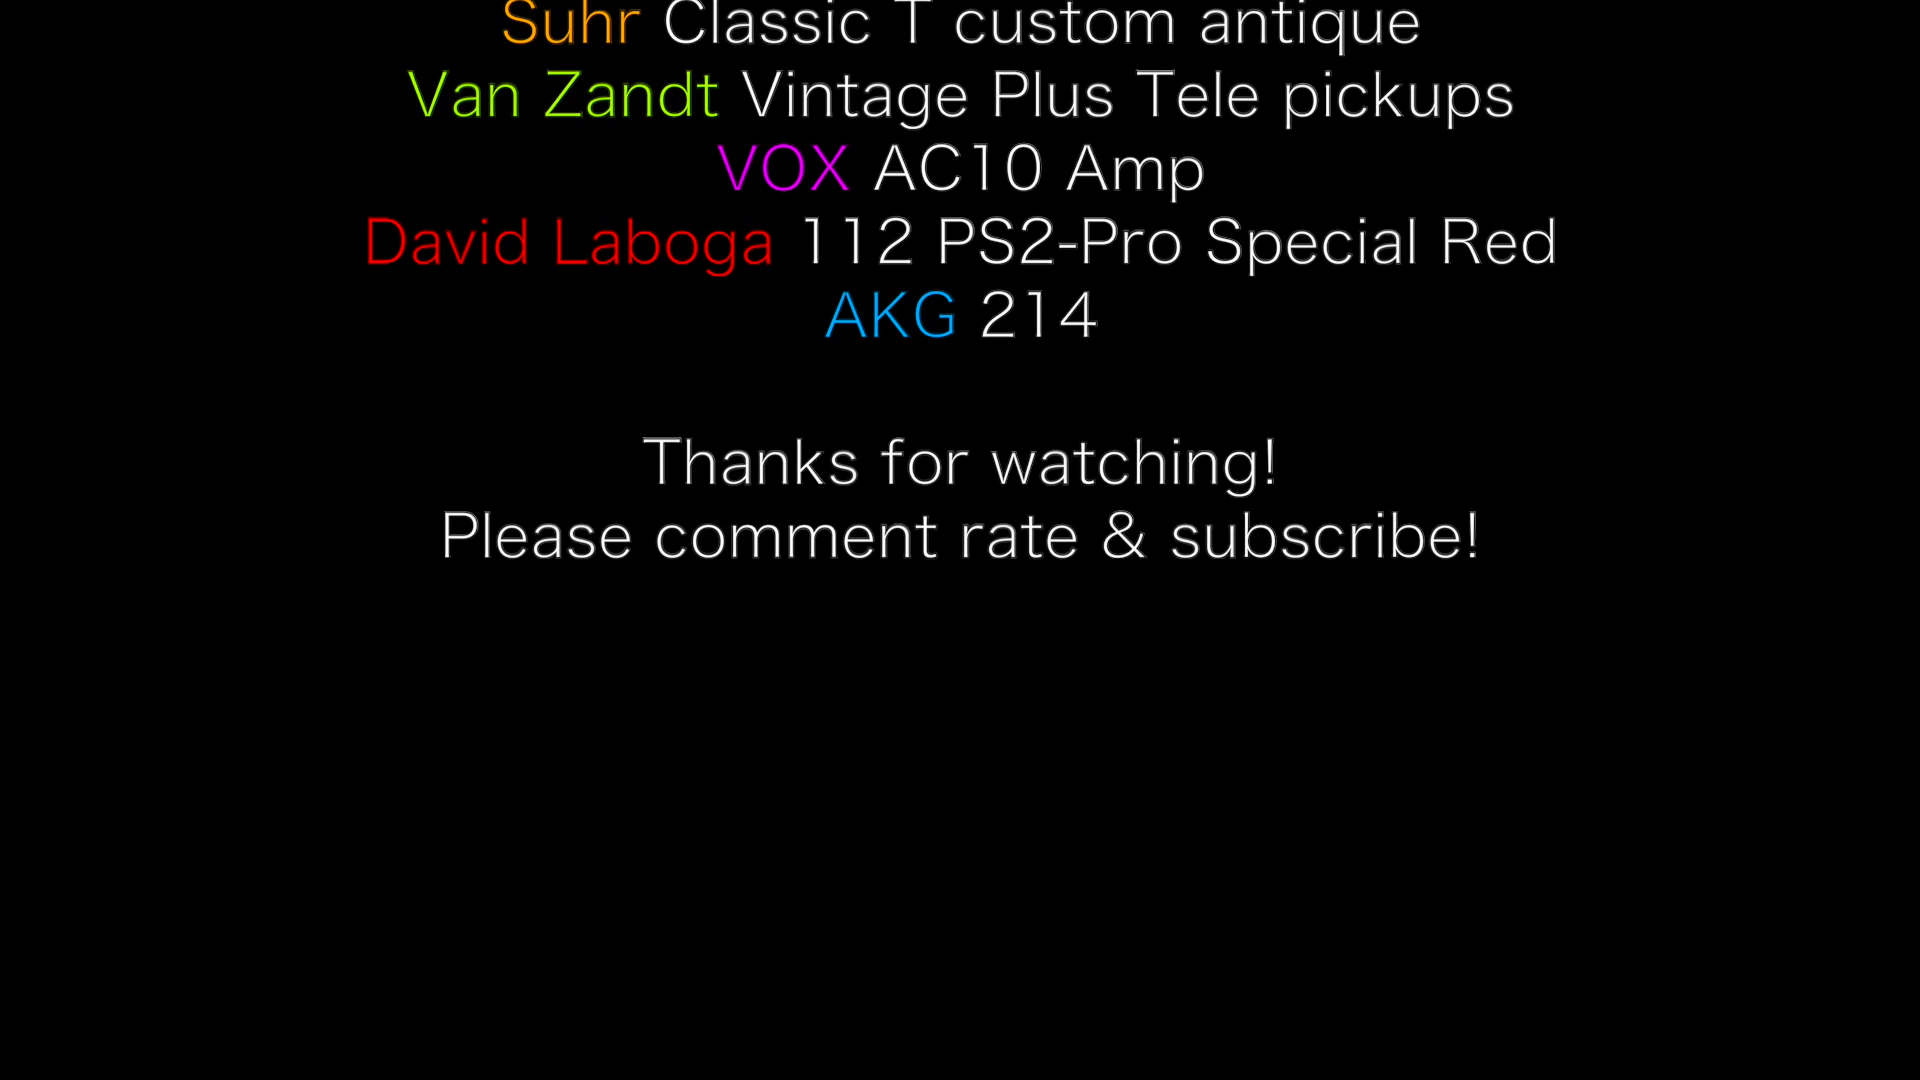 Suhr Classic T custom antique
Van Zandt Vintage Plus Tele pickups
VOX AC10 Amp
David Laboga 112 PS2-Pro Special Red
AKG 214
Thanks for watching!
Please comment rate & subscribe!